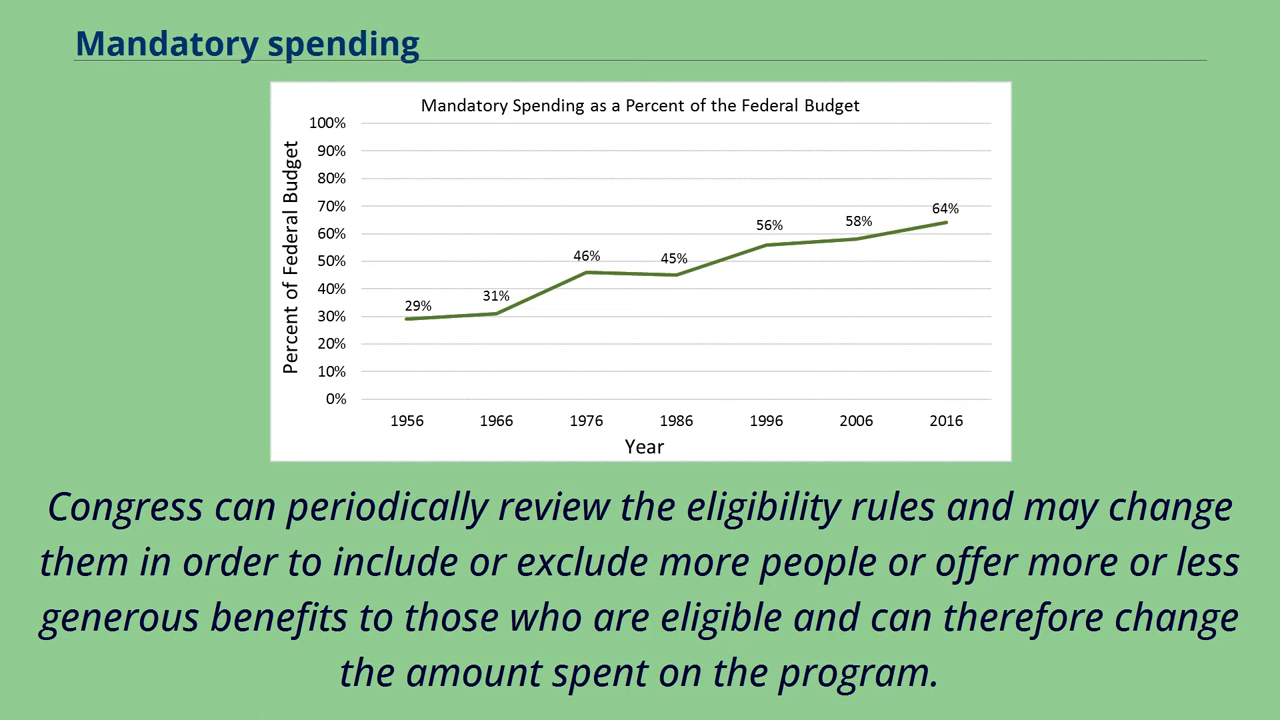 Mandatory spending
Mandatory Spending as a Percent of the Federal Budget
Percent of Federal Budget
100%
90%
80%
70%
60%
50%
40%
30%
20%
10%
0%
29%
31%
46%
45%
56%
58%
64%
1956 1966 1976 1986 1996 2006 2016
Year
Congress can periodically review the eligibility rules and may change
them in order to include or exclude more people or offer more or less
generous benefits to those who are eligible and can therefore change
the amount spent on the program.